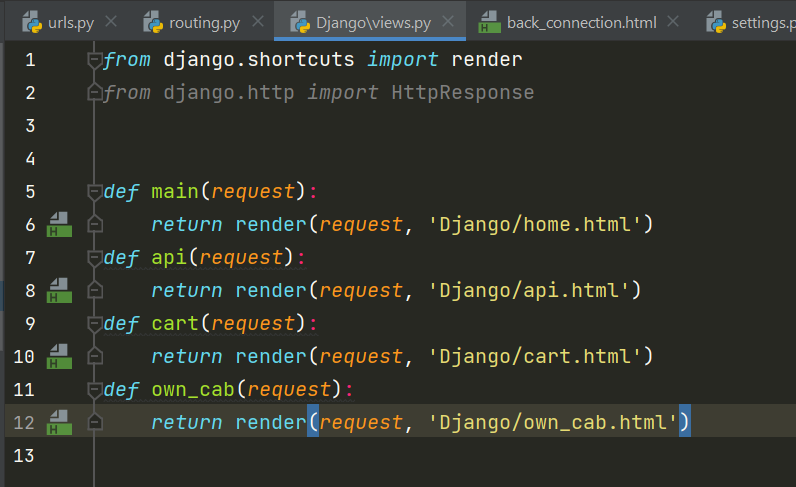 urls.py routing.py Django\views.py back_connection.html settings.p
1 from django.shortcuts import render
2 from django.http import HttpResponse
3
4
5 def main(request):
6 H return render(request, 'Django/home.html')
7 def api(request):
8 H return render(request, 'Django/api.html')
9 def cart(request):
10 H return render(request, 'Django/cart.html')
11 def own_cab(request):
12 H return render(request, 'Django/own_cab.html')
13